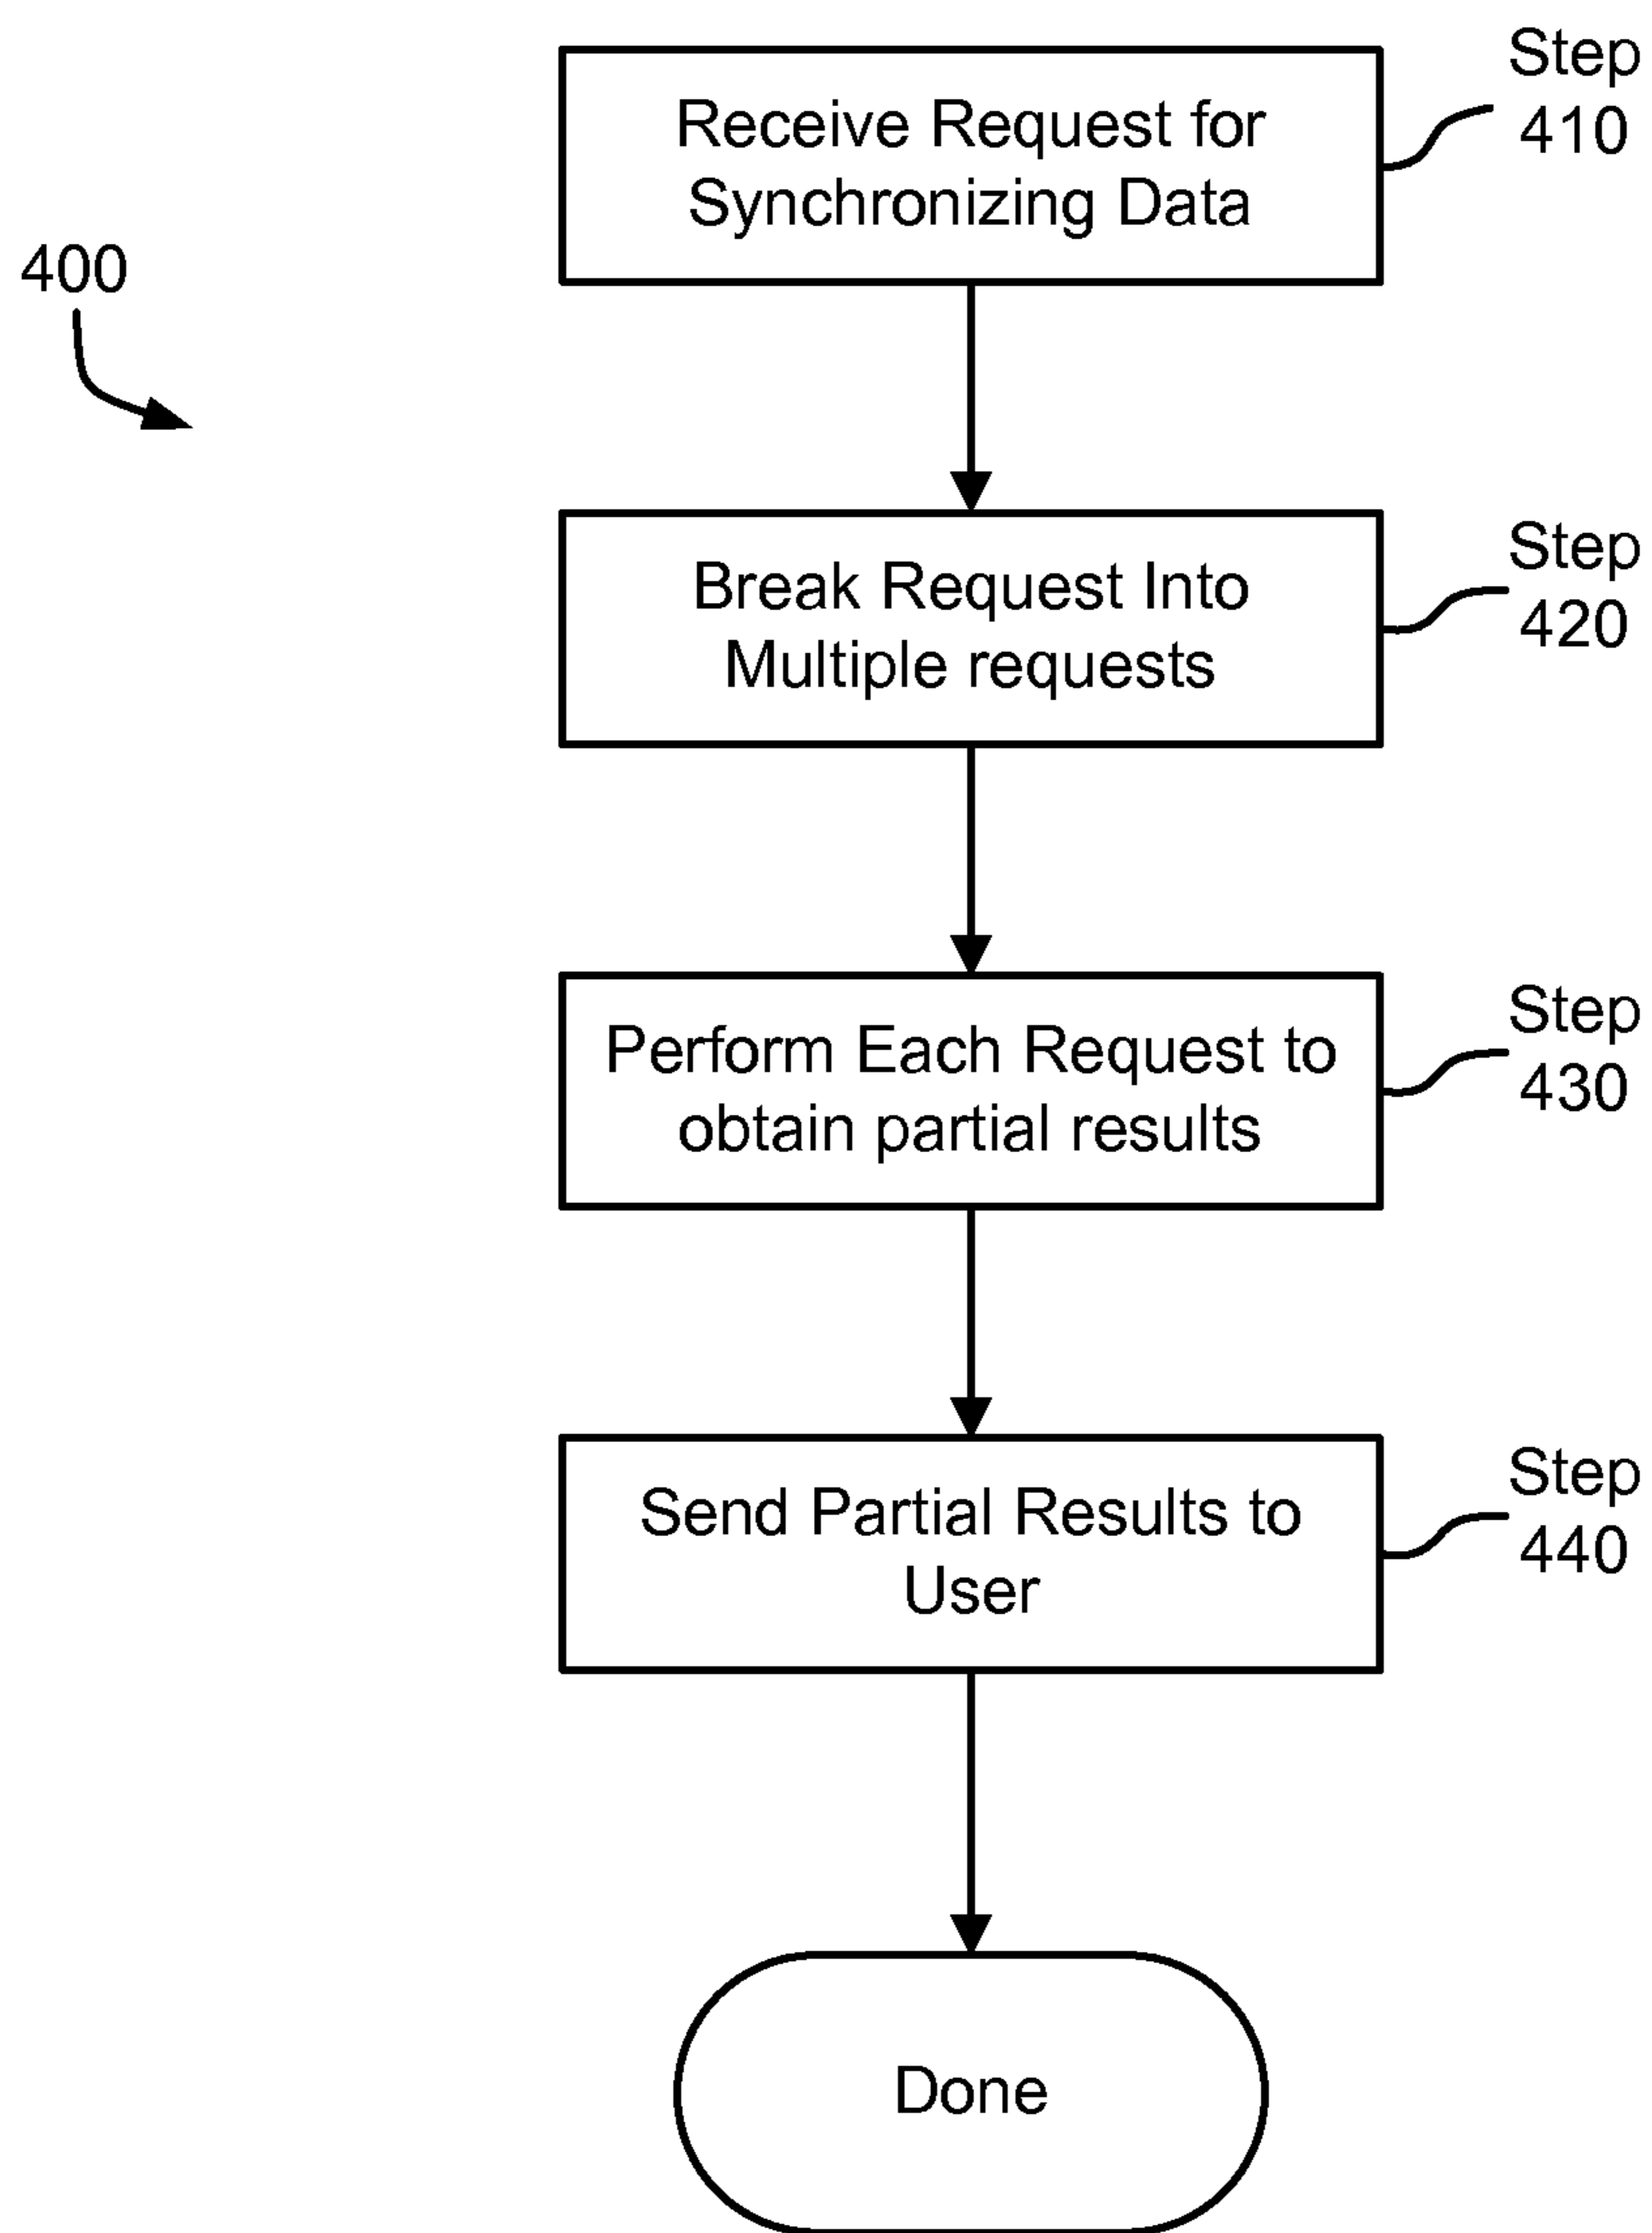 400
Receive Request for
Synchronizing Data
Step
410
Break Request Into
Multiple requests
Step
420
Perform Each Request to
obtain partial results
Step
430
Send Partial Results to
User
Step
440
Done